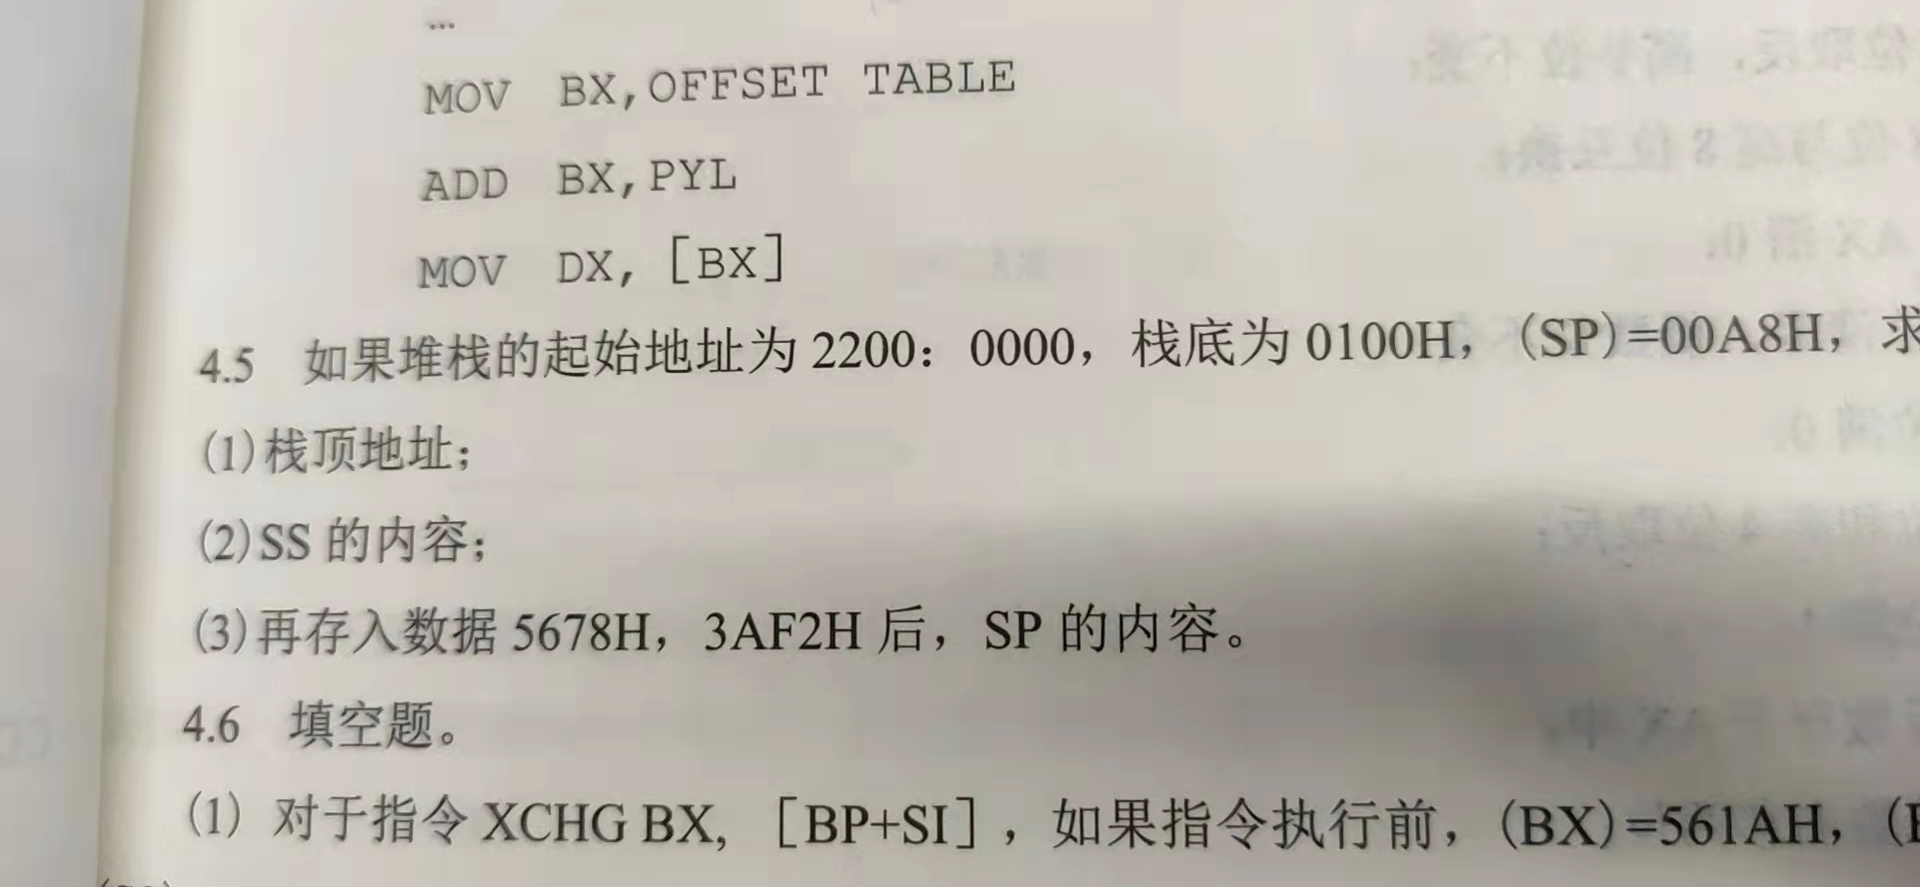 …
MOV BX,OFFSET TABLE
ADD BX,PYL
MOV DX,[BX]
4.5 如果堆栈的起始地址为 2200：0000，栈底为 0100H，(SP)=00A8H，求
(1)栈顶地址；
(2)SS 的内容；
(3)再存入数据 5678H，3AF2H 后，SP 的内容。
4.6 填空题。
(1) 对于指令 XCHG BX,［BP+SI］，如果指令执行前，(BX)=561AH，(